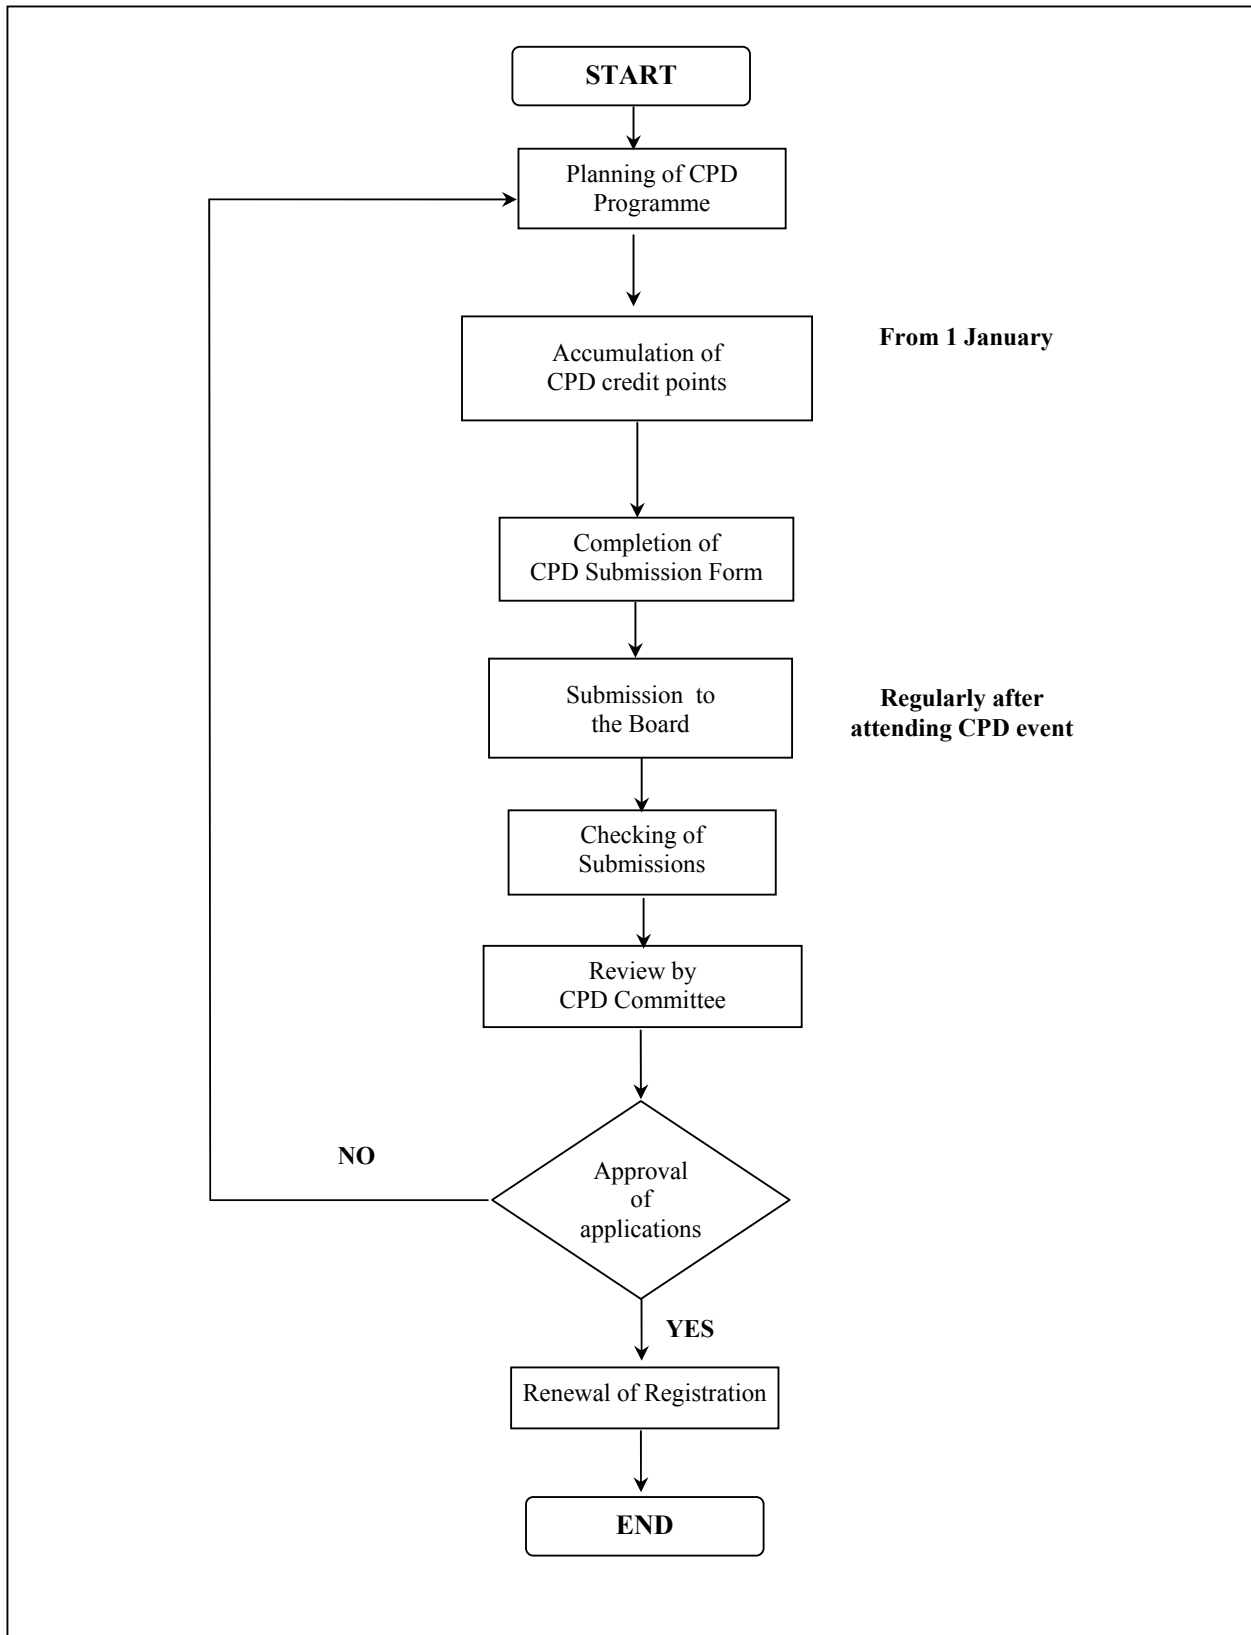 START
Planning of CPD
Programme
From 1 January
Accumulation of
CPD credit points
Completion of
CPD Submission Form
Submission to
the Board
Regularly after
attending CPD event
Checking of
Submissions
Review by
CPD Committee
NO
Approval
of
applications
YES
Renewal of Registration
END